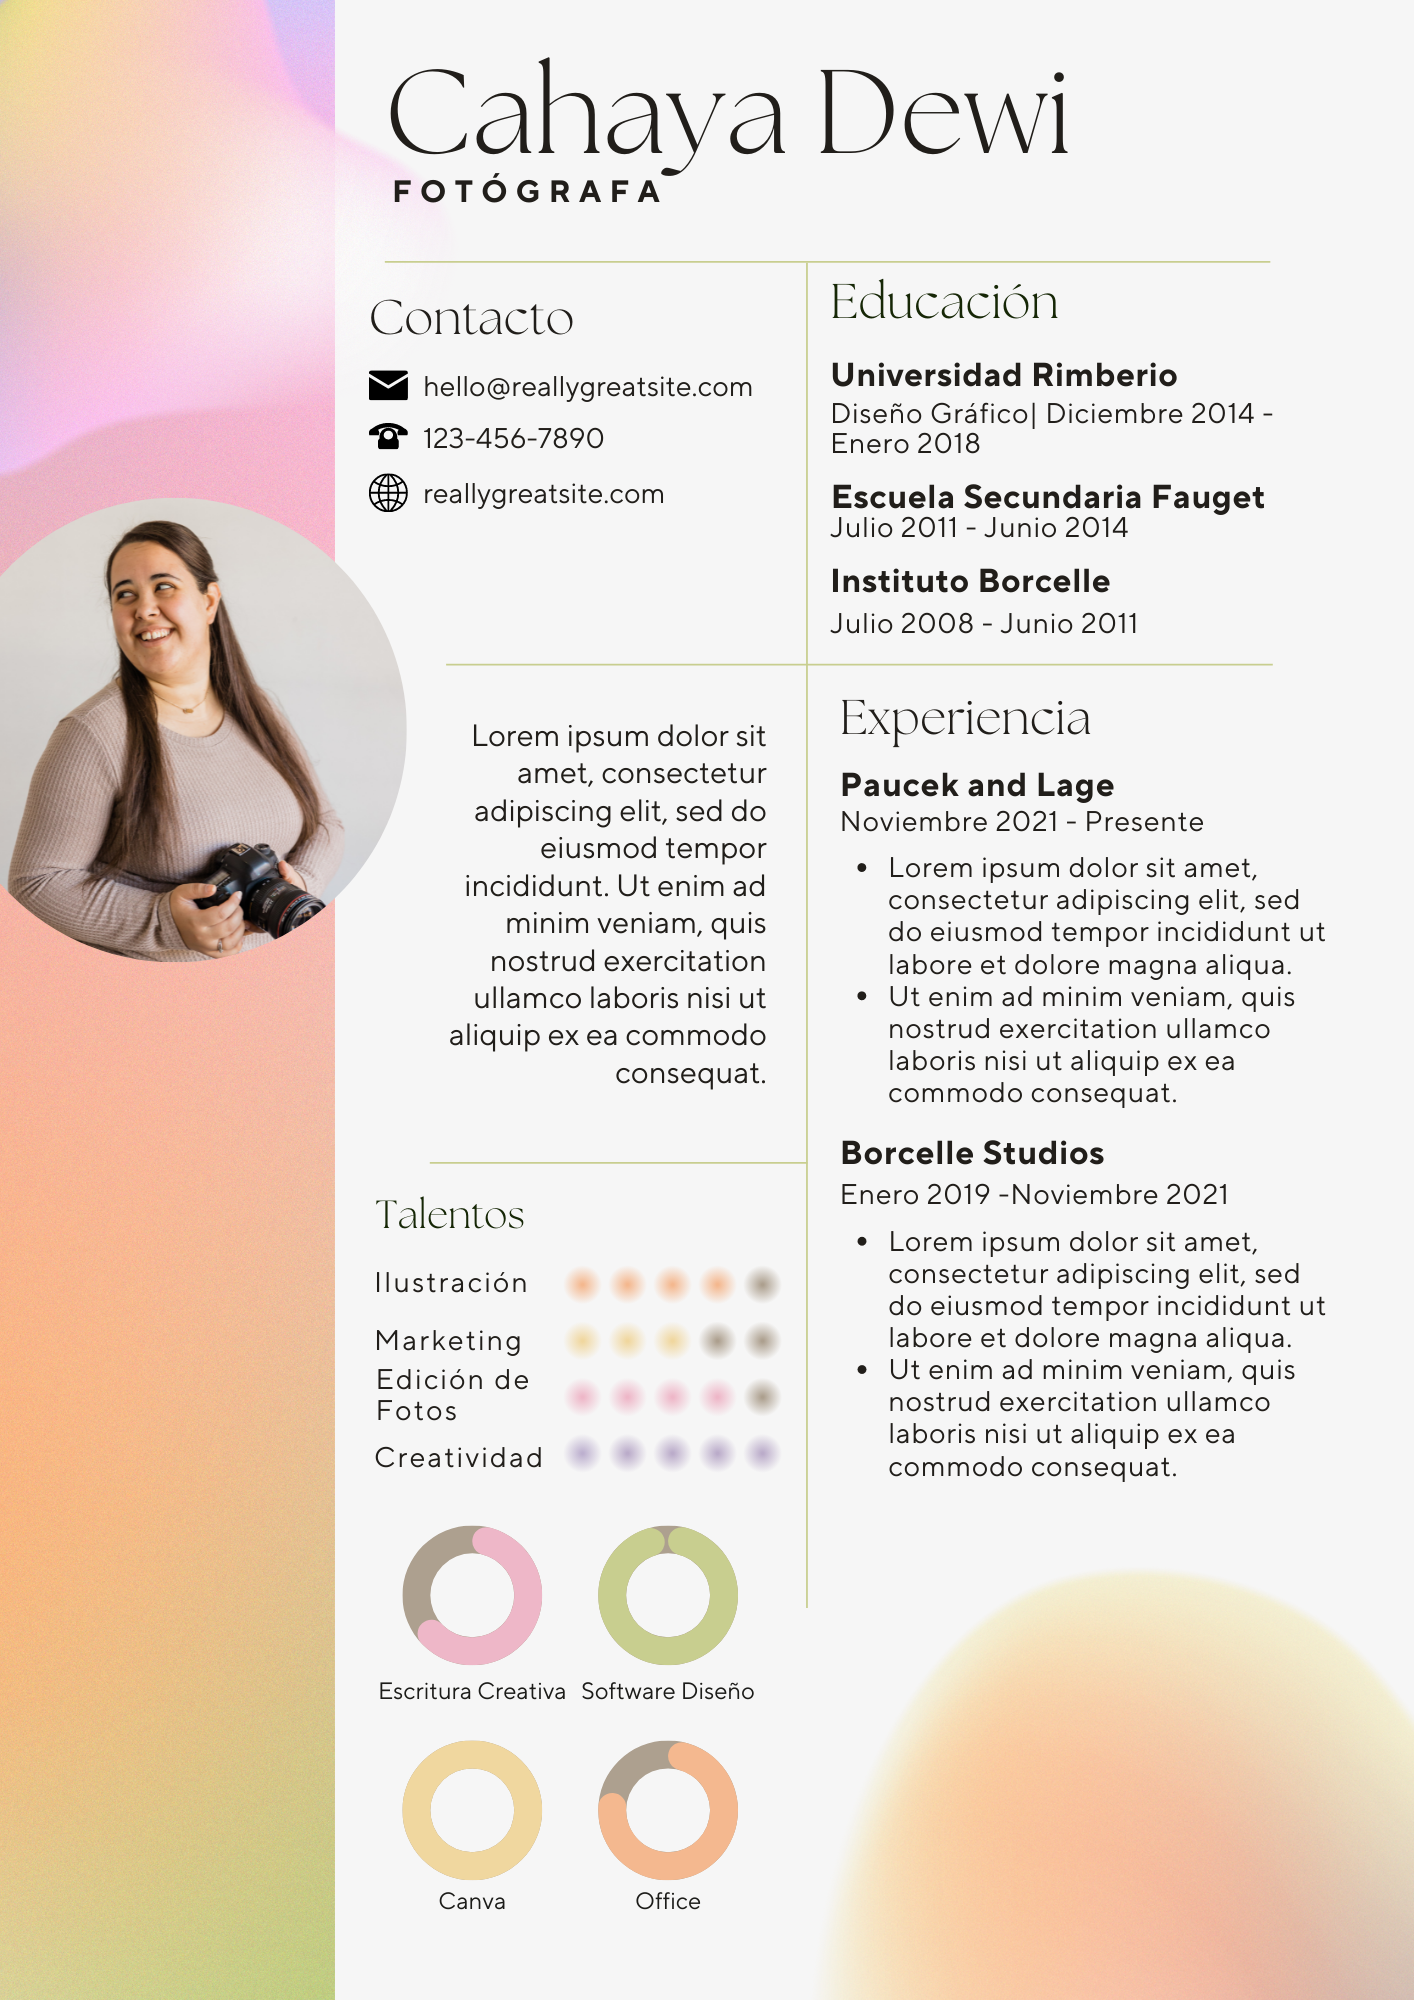 Cahaya Dewi
FOTÓGRAFA
Contacto
hello@reallygreatsite.com
123-456-7890
reallygreatsite.com
Educación
Universidad Rimberio
Diseño Gráfico| Diciembre 2014 -
Enero 2018
Escuela Secundaria Fauget
Julio 2011 - Junio 2014
Instituto Borcelle
Julio 2008 - Junio 2011
Lorem ipsum dolor sit
amet, consectetur
adipiscing elit, sed do
eiusmod tempor
incididunt. Ut enim ad
minim veniam, quis
nostrud exercitation
ullamco laboris nisi ut
aliquip ex ea commodo
consequat.
Experiencia
Paucek and Lage
Noviembre 2021 - Presente
• Lorem ipsum dolor sit amet,
consectetur adipiscing elit, sed
do eiusmod tempor incididunt ut
labore et dolore magna aliqua.
• Ut enim ad minim veniam, quis
nostrud exercitation ullamco
laboris nisi ut aliquip ex ea
commodo consequat.
Borcelle Studios
Enero 2019 -Noviembre 2021
• Lorem ipsum dolor sit amet,
consectetur adipiscing elit, sed
do eiusmod tempor incididunt ut
labore et dolore magna aliqua.
• Ut enim ad minim veniam, quis
nostrud exercitation ullamco
laboris nisi ut aliquip ex ea
commodo consequat.
Talentos
Ilustración
Marketing
Edición de
Fotos
Creatividad
Escritura Creativa
Software Diseño
Canva
Office